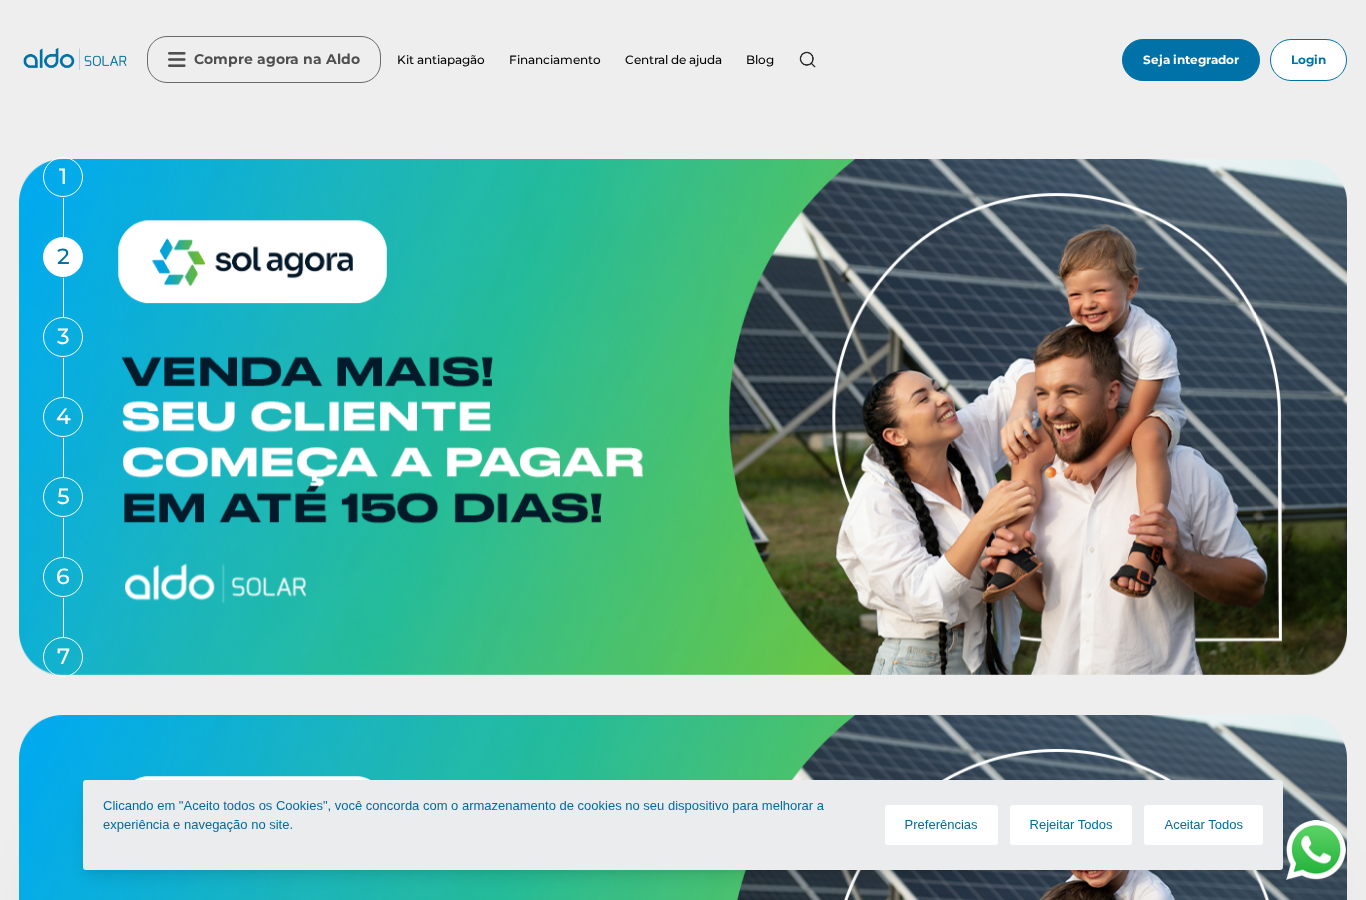 aldo SOLAR
Compre agora na Aldo
Kit antiapagão
Financiamento
Central de ajuda
Blog
Seja integrador
Login
1
2
3
4
5
6
7
sol agora
VENDA MAIS!
SEU CLIENTE
COMEÇA A PAGAR
EM ATÉ 150 DIAS!
aldo SOLAR
Clicando em "Aceito todos os Cookies", você concorda com o armazenamento de cookies no seu dispositivo para melhorar a
experiência e navegação no site.
Preferências
Rejeitar Todos
Aceitar Todos